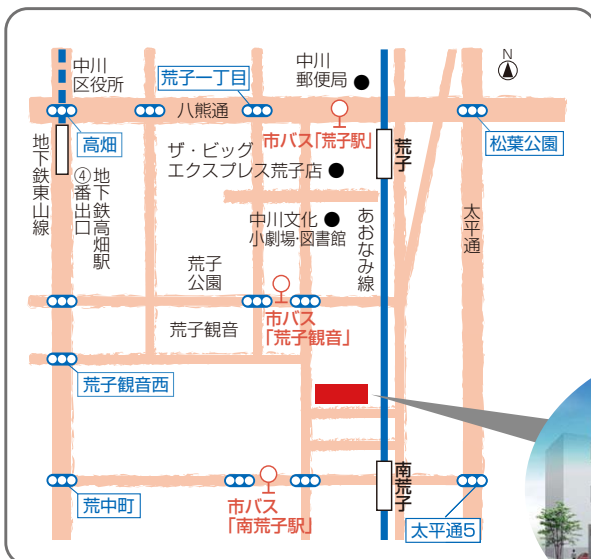 中川
区役所
荒子一丁目
中川
郵便局
N
八熊通
高畑
市バス「荒子駅」
松葉公園
地下鉄東山線
地下鉄高畑駅
④番出口
ザ・ビッグ
エクスプレス荒子店
荒子
中川文化
小劇場・図書館
あおなみ線
太平通
荒子
公園
市バス
「荒子観音」
荒子観音
荒子観音西
南荒子
荒中町
市バス
「南荒子駅」
太平通5